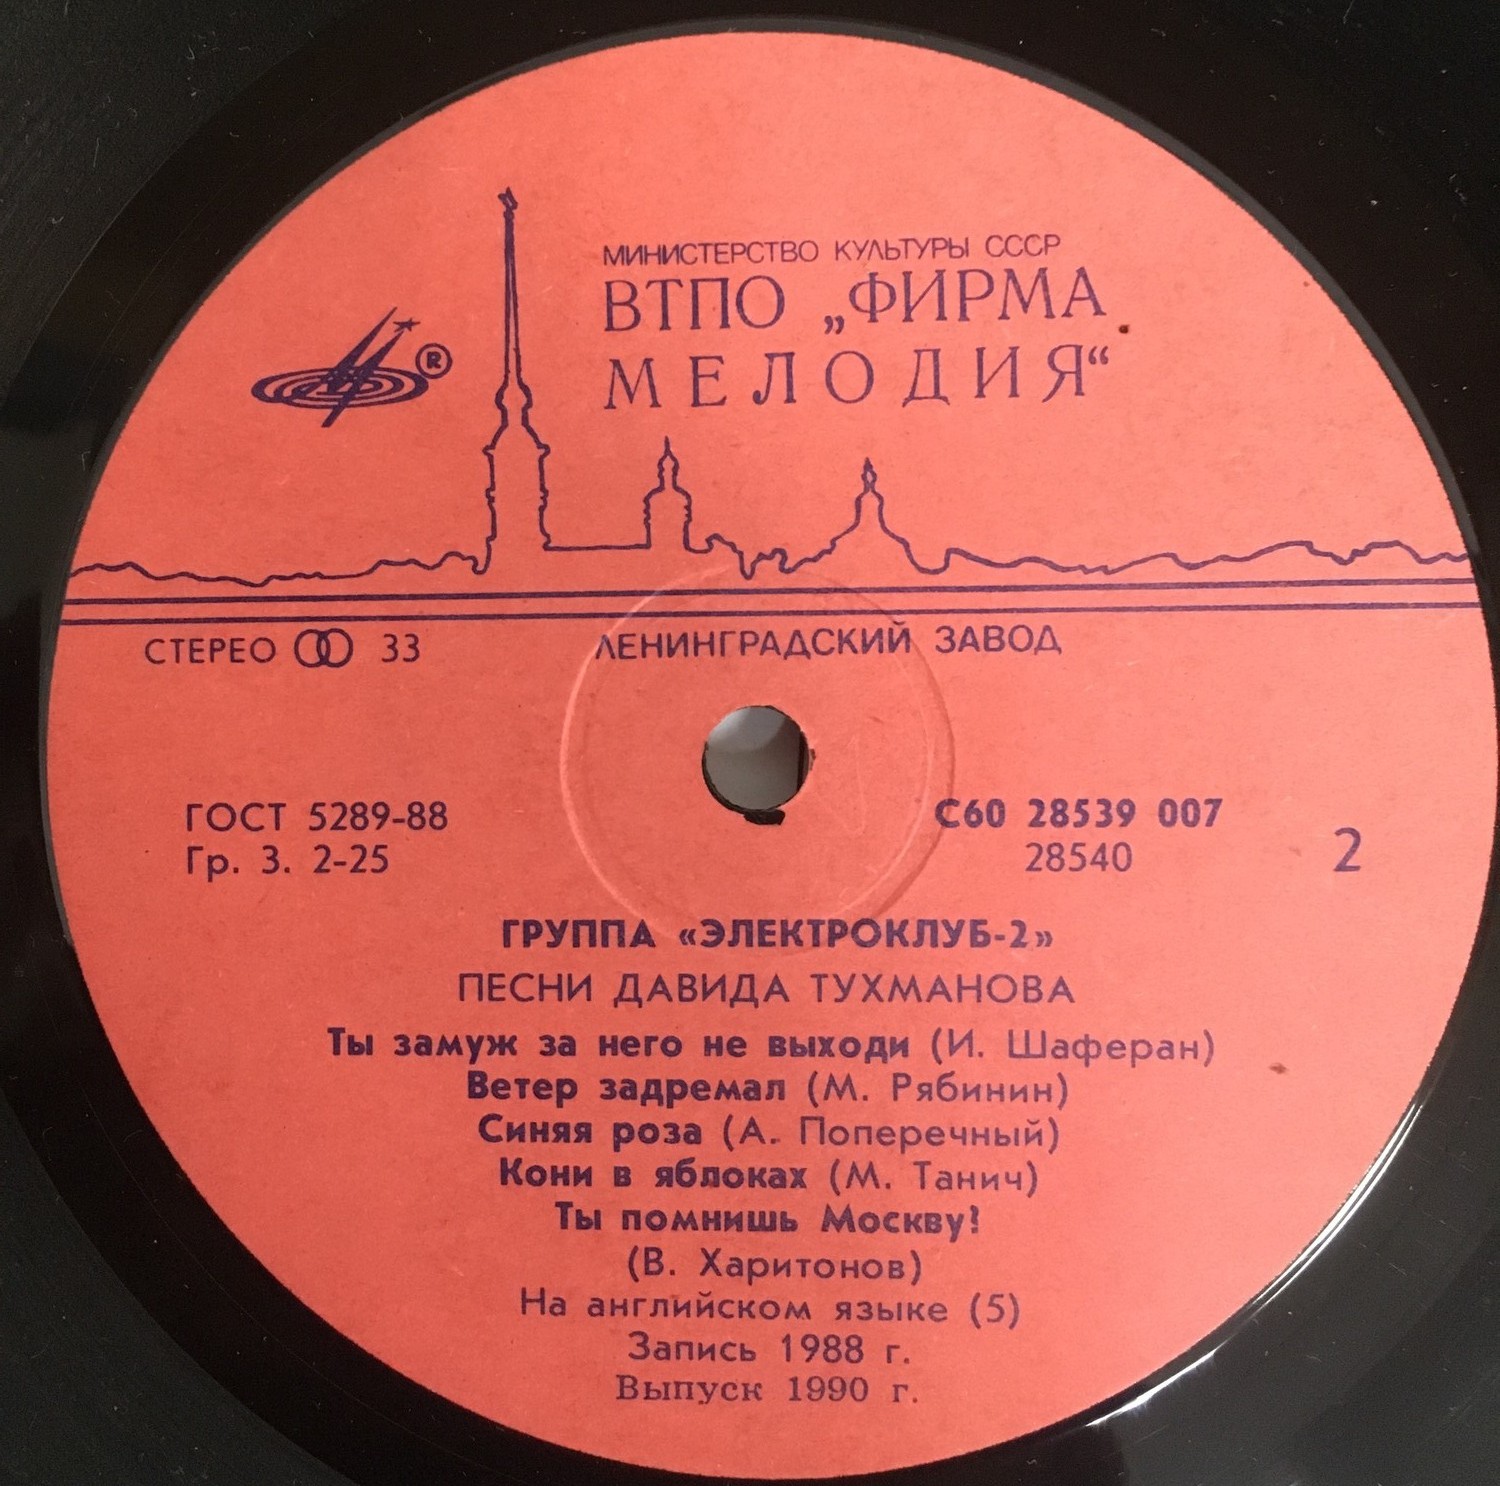 МИНИСТЕРСТВО КУЛЬТУРЫ СССР
ВТПО „ФИРМА
МЕЛОДИЯ“
®
СТЕРЕО 33
ЛЕНИНГРАДСКИЙ ЗАВОД
ГОСТ 5289-88
Гр. 3. 2-25
С60 28539 007
28540
2
ГРУППА «ЭЛЕКТРОКЛУБ-2»
ПЕСНИ ДАВИДА ТУХМАНОВА
Ты замуж за него не выходи (И. Шаферан)
Ветер задремал (М. Рябинин)
Синяя роза (А. Поперечный)
Кони в яблоках (М. Танич)
Ты помнишь Москву?
(В. Харитонов)
На английском языке (5)
Запись 1988 г.
Выпуск 1990 г.